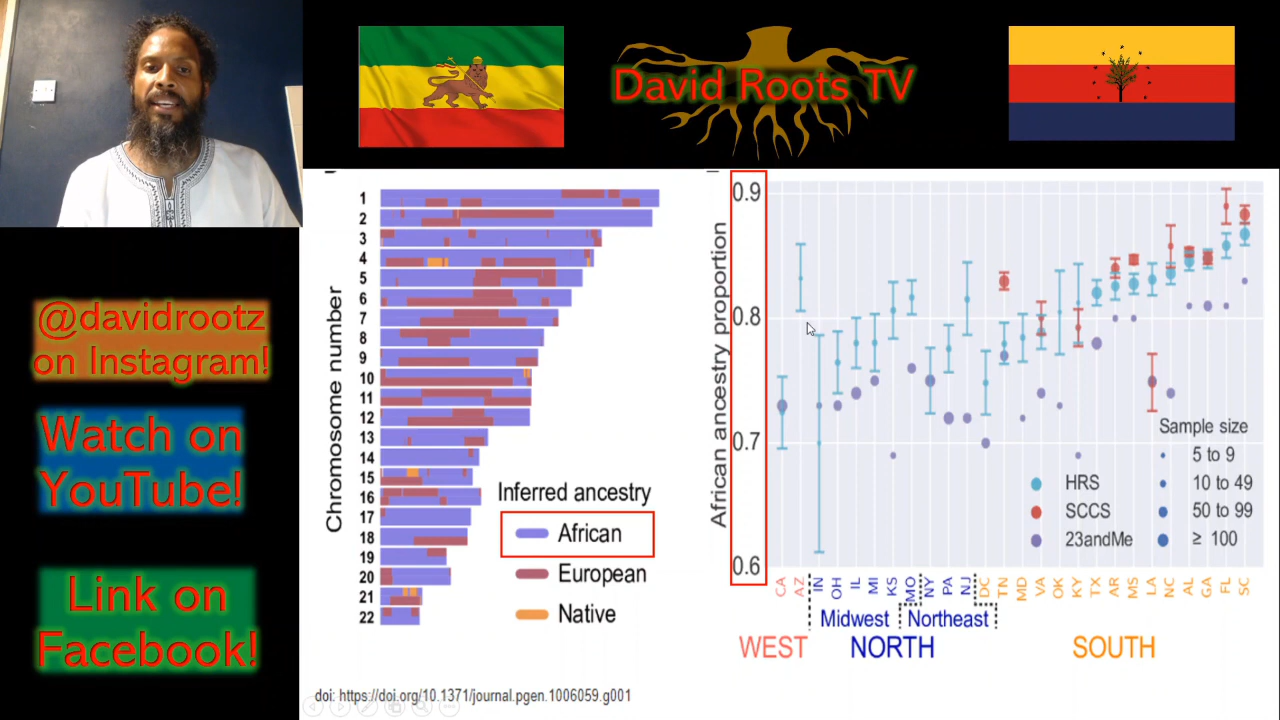 David Roots TV
@davidrootz
on Instagram!
Watch on
YouTube!
Link on
Facebook!
Chromosome number
1
2
3
4
5
6
7
8
9
10
11
12
13
14
15
16
17
18
19
20
21
22
Inferred ancestry
African
European
Native
doi: https://doi.org/10.1371/journal.pgen.1006059.g001
African ancestry proportion
0.9
0.8
0.7
0.6
Sample size
5 to 9
10 to 49
50 to 99
≥ 100
HRS
SCCS
23andMe
CA AZ IN OH IL MI KS MO NY PA NJ DC TN MD VA OK KY TX AR MS LA NC AL GA FL SC
Midwest Northeast
WEST NORTH SOUTH